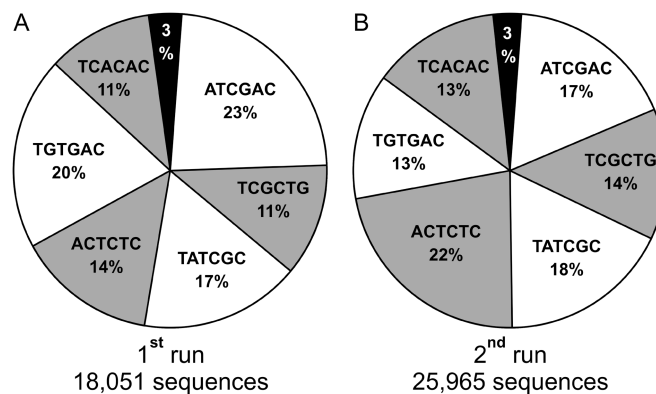 A
3
%
ATCGAC
23%
TCGCTG
11%
TATCGC
17%
ACTCTC
14%
TGTGAC
20%
TCACAC
11%
1st run
18,051 sequences
B
3
%
ATCGAC
17%
TCGCTG
14%
TATCGC
18%
ACTCTC
22%
TGTGAC
13%
TCACAC
13%
2nd run
25,965 sequences